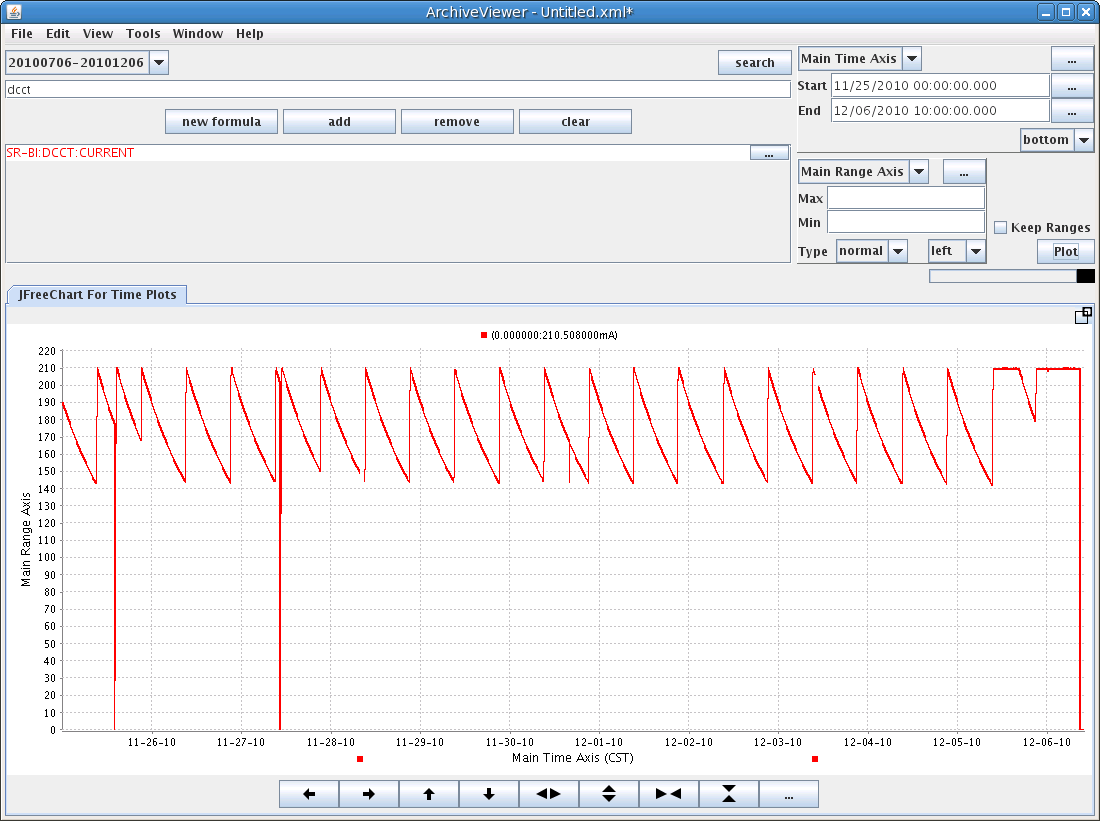 ArchiveViewer - Untitled.xml*
File Edit View Tools Window Help
20100706-20101206
search
dcct
new formula
add
remove
clear
SR-BI:DCCT:CURRENT
...
Main Time Axis
...
Start 11/25/2010 00:00:00.000
...
End 12/06/2010 10:00:00.000
...
bottom
Main Range Axis
...
Max
Min
Keep Ranges
Type normal left
Plot
JFreeChart For Time Plots
(0.000000:210.508000mA)
220
210
200
190
180
170
160
150
140
130
120
110
100
90
80
70
60
50
40
30
20
10
0
Main Range Axis
11-26-10 11-27-10 11-28-10 11-29-10 11-30-10 12-01-10 12-02-10 12-03-10 12-04-10 12-05-10 12-06-10
Main Time Axis (CST)
...